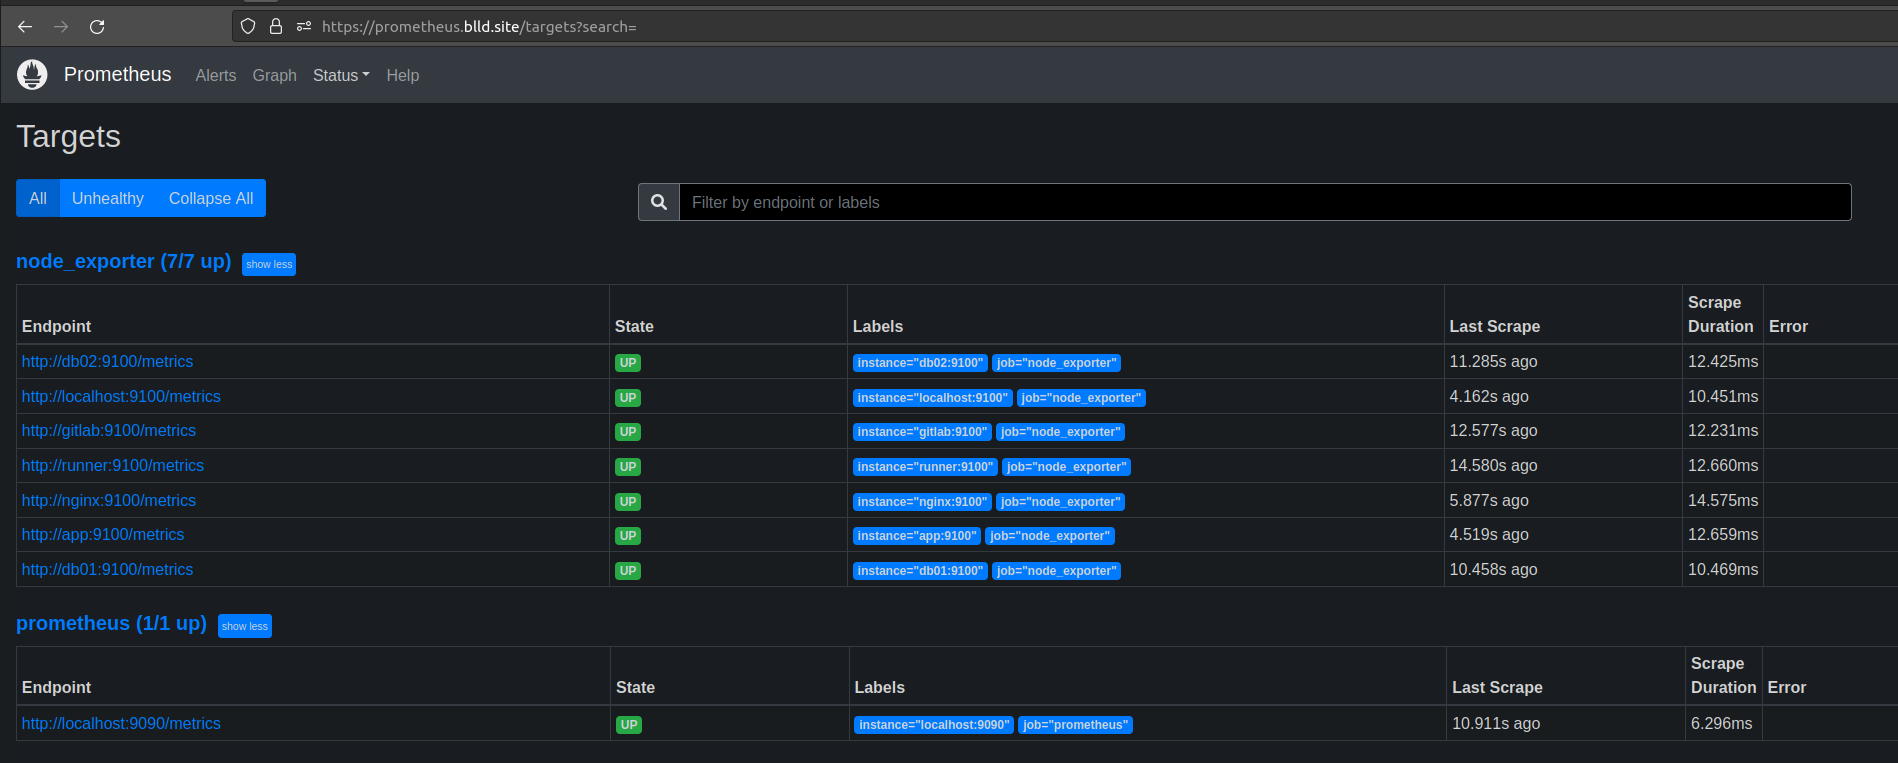 https://prometheus.blld.site/targets?search=
Prometheus Alerts Graph Status Help
Targets
All Unhealthy Collapse All
Filter by endpoint or labels
node_exporter (7/7 up) show less
Endpoint State Labels Last Scrape Scrape Duration Error
http://db02:9100/metrics UP instance="db02:9100" job="node_exporter" 11.285s ago 12.425ms
http://localhost:9100/metrics UP instance="localhost:9100" job="node_exporter" 4.162s ago 10.451ms
http://gitlab:9100/metrics UP instance="gitlab:9100" job="node_exporter" 12.577s ago 12.231ms
http://runner:9100/metrics UP instance="runner:9100" job="node_exporter" 14.580s ago 12.660ms
http://nginx:9100/metrics UP instance="nginx:9100" job="node_exporter" 5.877s ago 14.575ms
http://app:9100/metrics UP instance="app:9100" job="node_exporter" 4.519s ago 12.659ms
http://db01:9100/metrics UP instance="db01:9100" job="node_exporter" 10.458s ago 10.469ms
prometheus (1/1 up) show less
Endpoint State Labels Last Scrape Scrape Duration Error
http://localhost:9090/metrics UP instance="localhost:9090" job="prometheus" 10.911s ago 6.296ms